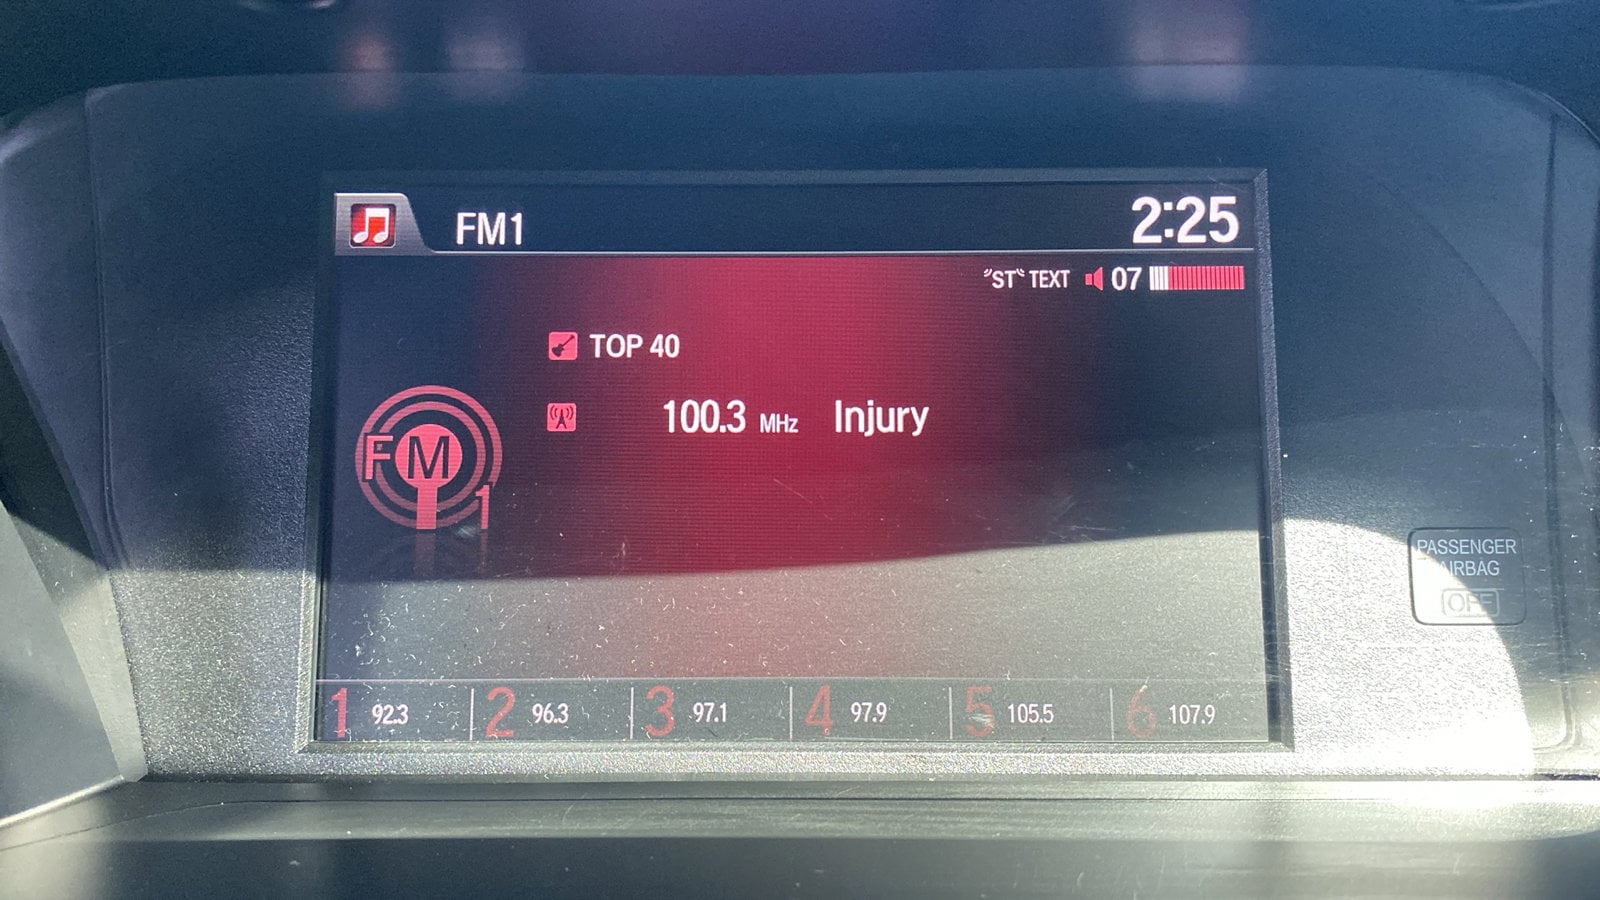 FM1 2:25
"ST" TEXT 07
TOP 40
100.3 MHz Injury
FM
1
PASSENGER
AIRBAG
OFF
1 92.3 2 96.3 3 97.1 4 97.9 5 105.5 6 107.9